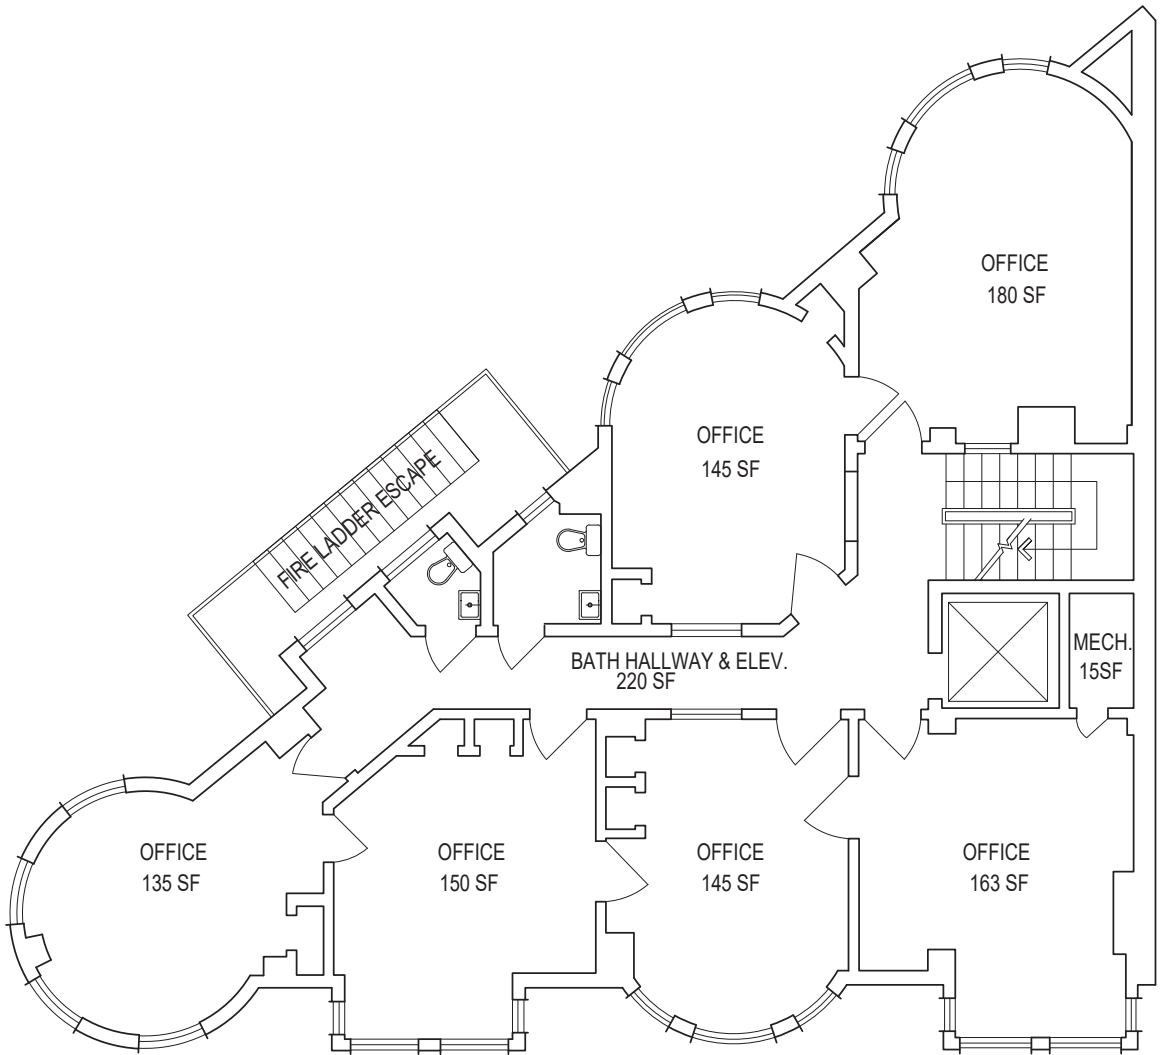 OFFICE
180 SF
OFFICE
145 SF
FIRE LADDER ESCAPE
BATH HALLWAY & ELEV.
220 SF
MECH.
15SF
OFFICE
135 SF
OFFICE
150 SF
OFFICE
145 SF
OFFICE
163 SF